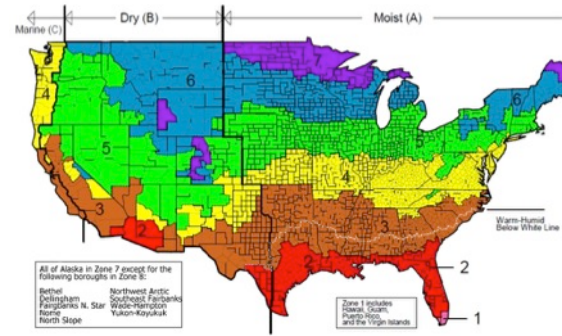 Marine (C)
Dry (B)
Moist (A)
7
6
6
4
5
5
4
3
3
2
2
Warm-Humid
Below White Line
2
1
All of Alaska in Zone 7 except for the
following boroughs in Zone 8:
Bethel Northwest Arctic
Dellingham Southeast Fairbanks
Fairbanks N. Star Wade-Hampton
Nome Yukon-Koyukuk
North Slope
Zone 1 includes
Hawaii, Guam,
Puerto Rico,
and the Virgin Islands